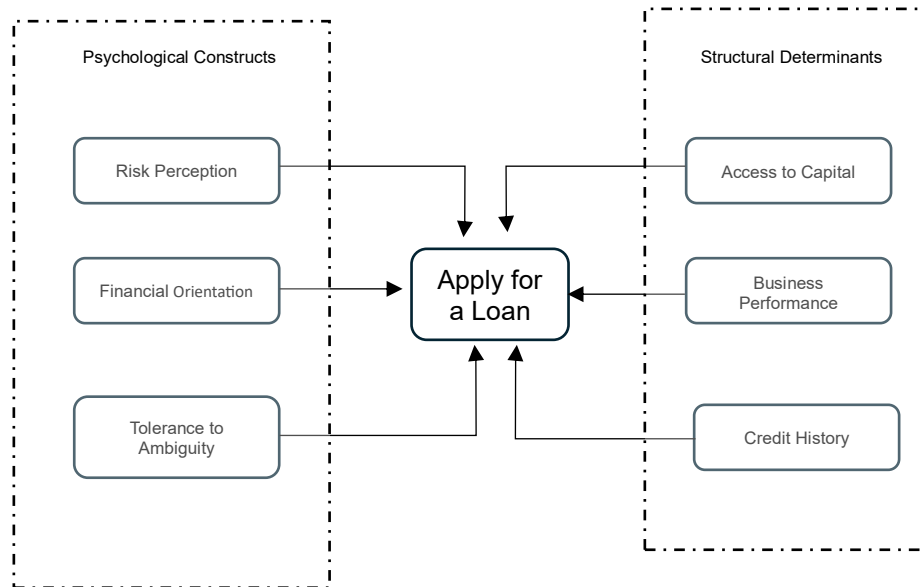 Psychological Constructs
Structural Determinants
Risk Perception
Access to Capital
Financial Orientation
Apply for
a Loan
Business
Performance
Tolerance to
Ambiguity
Credit History